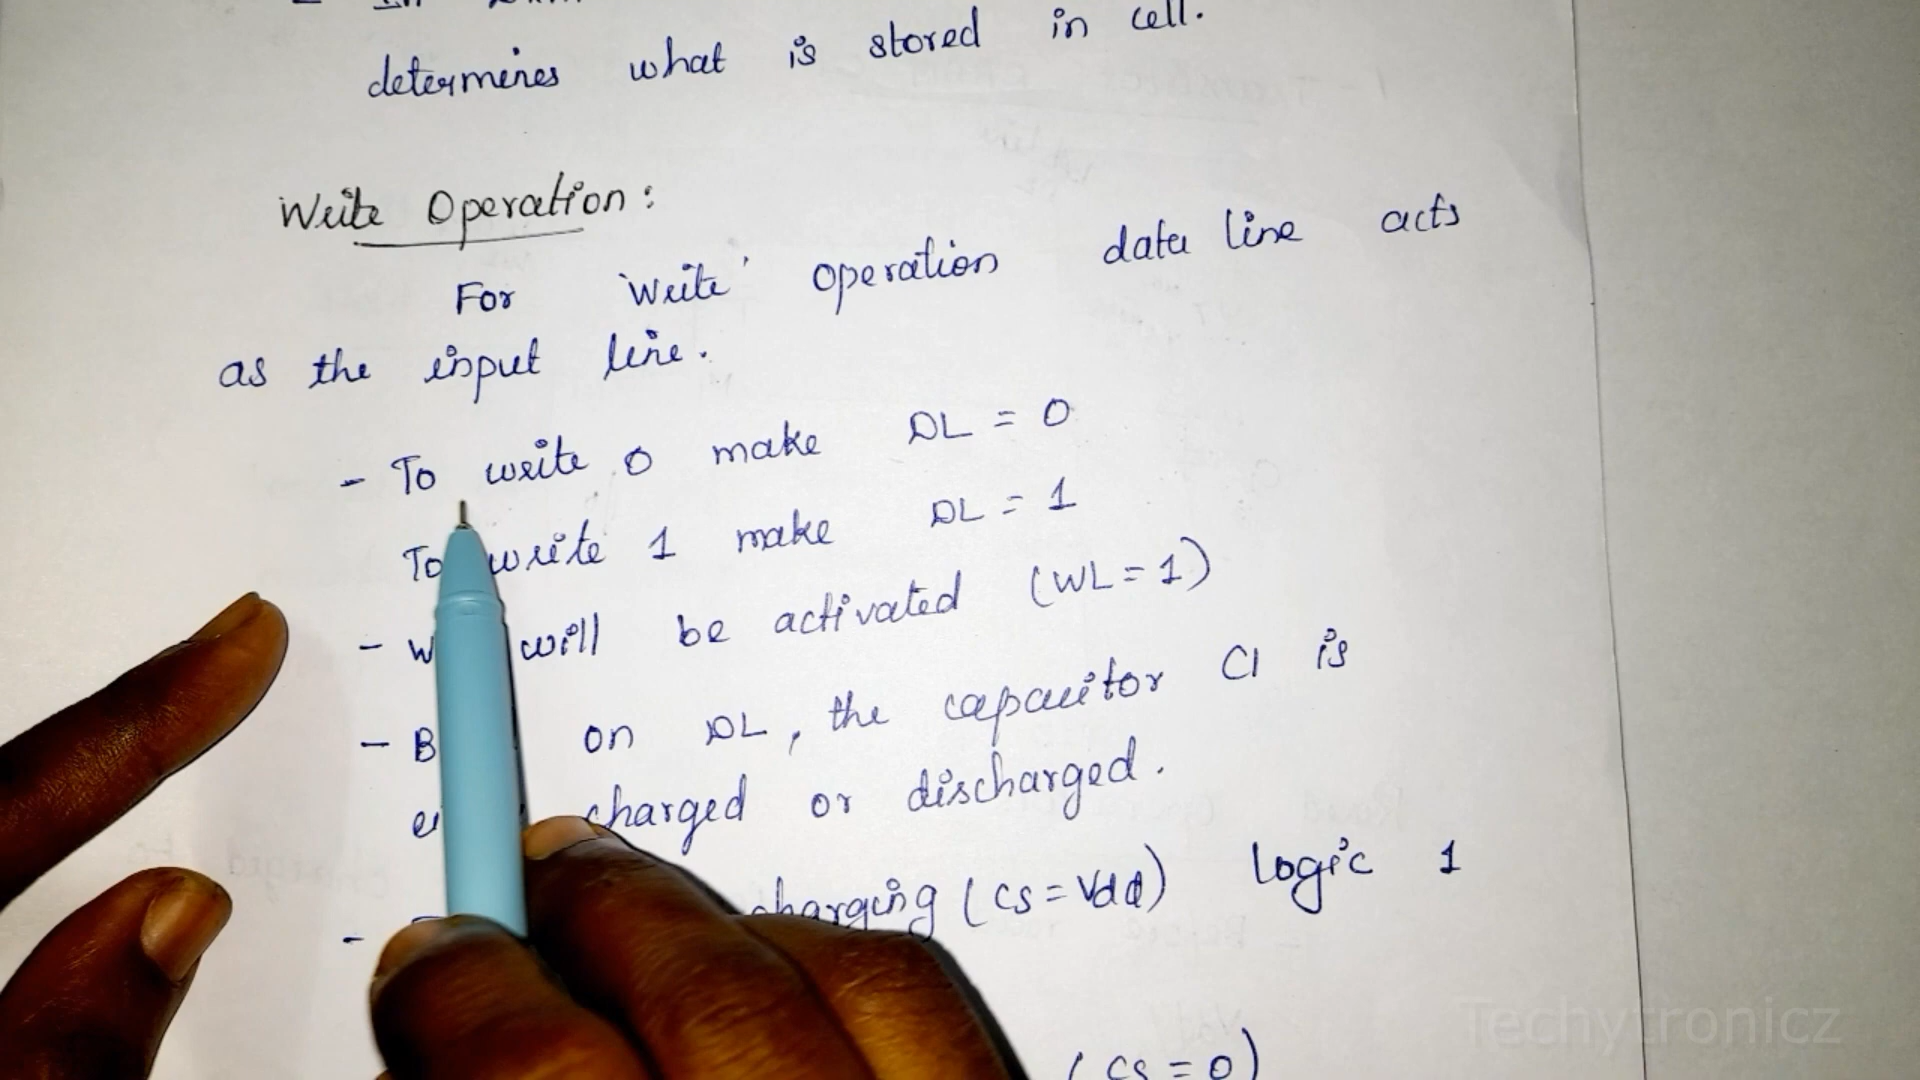 determines what is stored in cell.
Write Operation:
For 'Write' operation data line acts
as the input line.
- To write 0 make DL = 0
To write 1 make DL = 1
- will be activated (WL = 1)
- on DL, the capacitor C1 is
charged or discharged.
- charging (CS = Vdd) Logic 1
(CS = 0)
Techytronicz